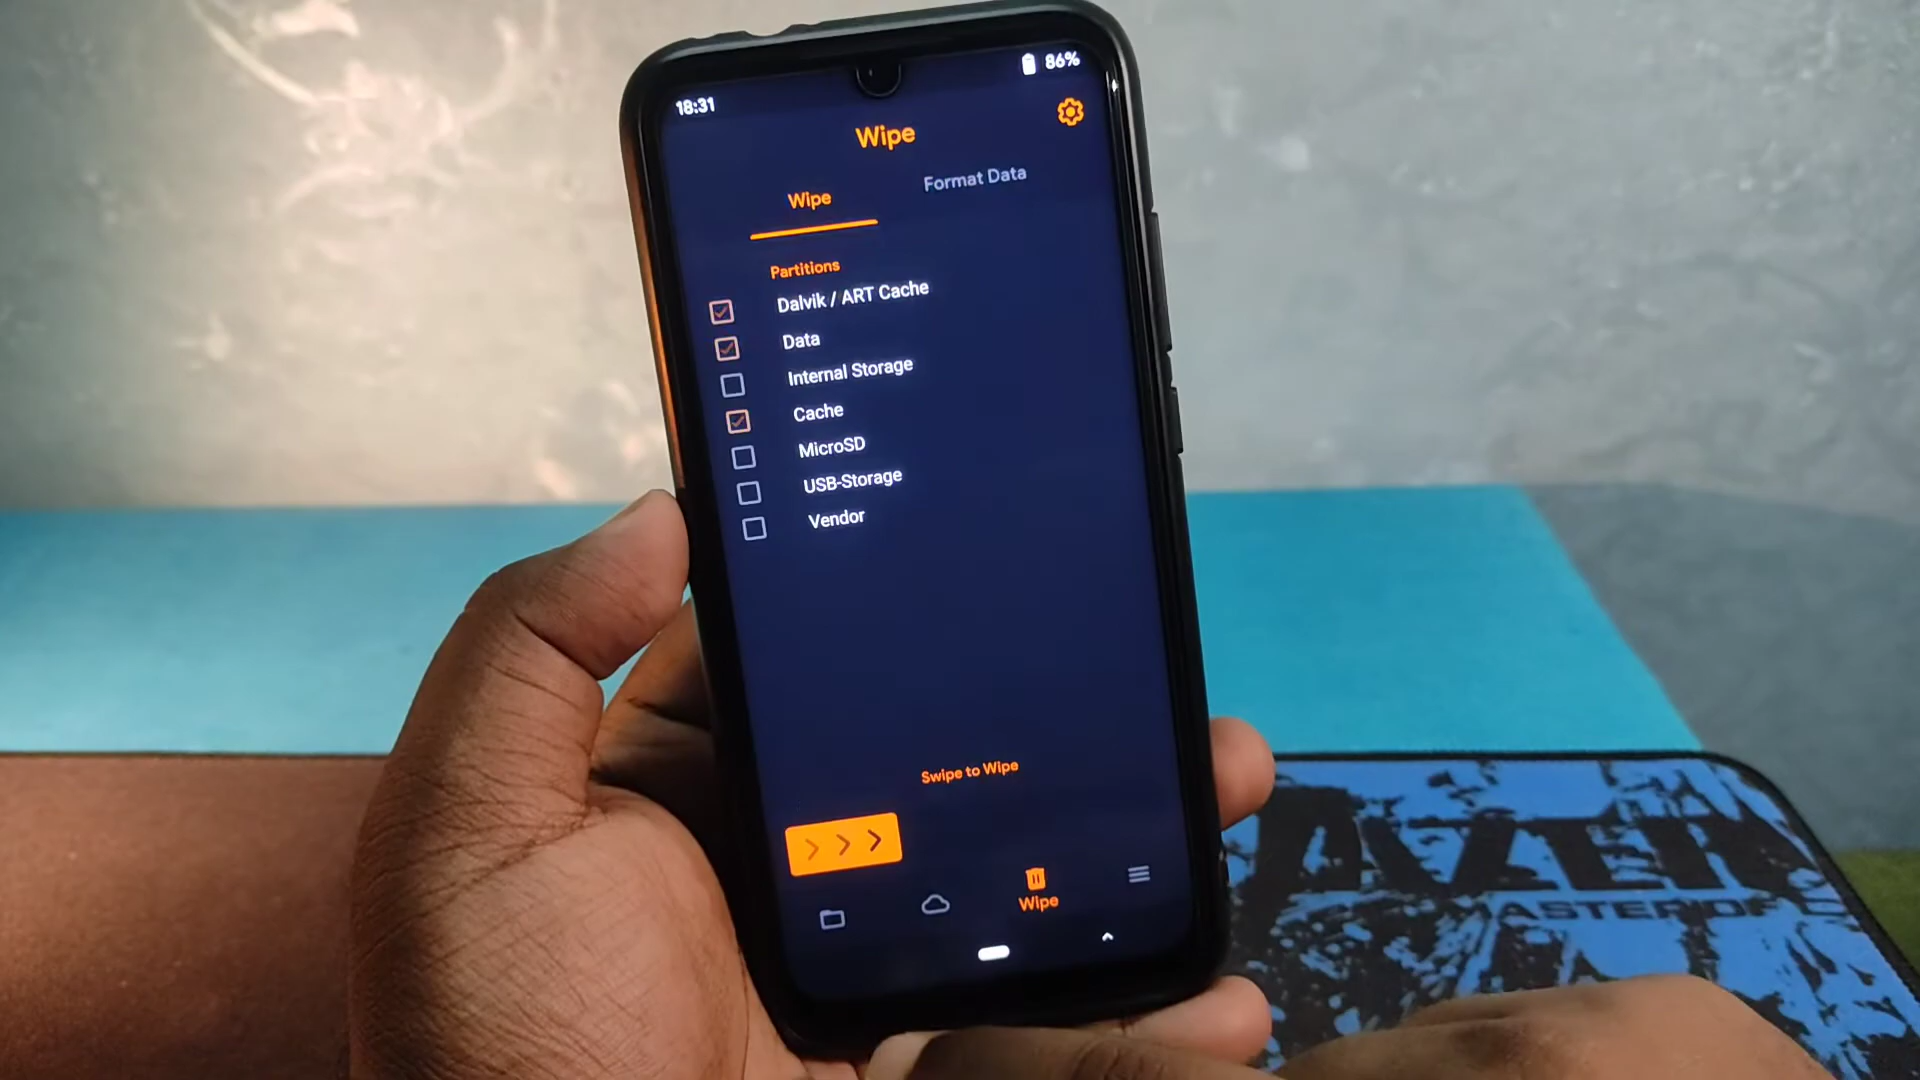 18:31
86%
Wipe
Wipe
Format Data
Partitions
Dalvik / ART Cache
Data
Internal Storage
Cache
MicroSD
USB-Storage
Vendor
Swipe to Wipe
Wipe